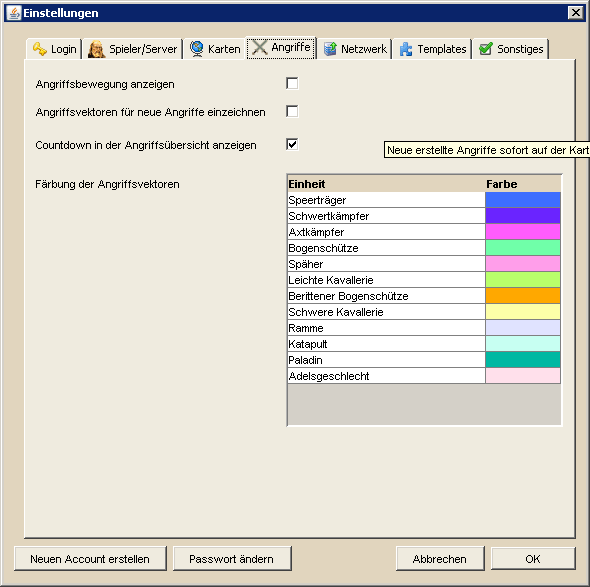 Einstellungen
Login Spieler/Server Karten Angriffe Netzwerk Templates Sonstiges
Angriffsbewegung anzeigen
Angriffsvektoren für neue Angriffe einzeichnen
Countdown in der Angriffsübersicht anzeigen
Neue erstellte Angriffe sofort auf der Kart
Färbung der Angriffsvektoren
Einheit Farbe
Speerträger
Schwertkämpfer
Axtkämpfer
Bogenschütze
Späher
Leichte Kavallerie
Berittener Bogenschütze
Schwere Kavallerie
Ramme
Katapult
Paladin
Adelsgeschlecht
Neuen Account erstellen Passwort ändern Abbrechen OK